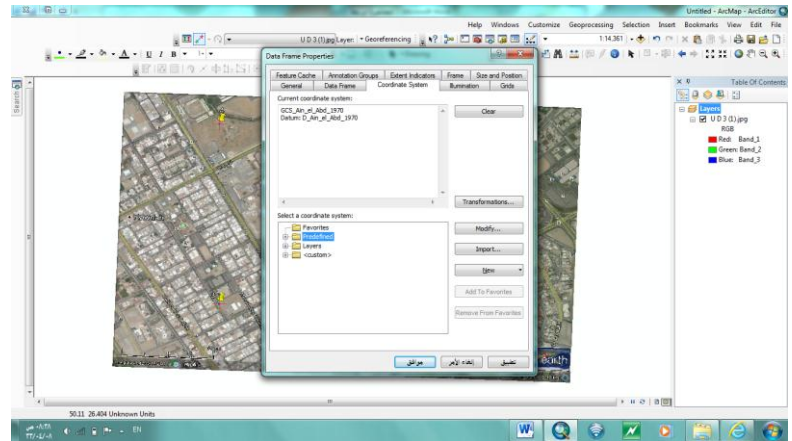 Untitled - ArcMap - ArcEditor
Help Windows Customize Geoprocessing Selection Insert Bookmarks View Edit File
U D 3 (1).jpg Layer: Georeferencing
1:14,361
A B I U
Data Frame Properties
Feature Cache Annotation Groups Extent Indicators Frame Size and Position
General Data Frame Coordinate System Illumination Grids
Current coordinate system:
GCS_Ain_el_Abd_1970
Datum: D_Ain_el_Abd_1970
Clear
Transformations...
Select a coordinate system:
Favorites
Predefined
Layers
<custom>
Modify...
Import...
New
Add To Favorites
Remove From Favorites
موافق
إلغاء الأمر
تطبيق
Search
Table Of Contents
Layers
U D 3 (1).jpg
RGB
Red: Band_1
Green: Band_2
Blue: Band_3
earth
50.11 26.404 Unknown Units
EN